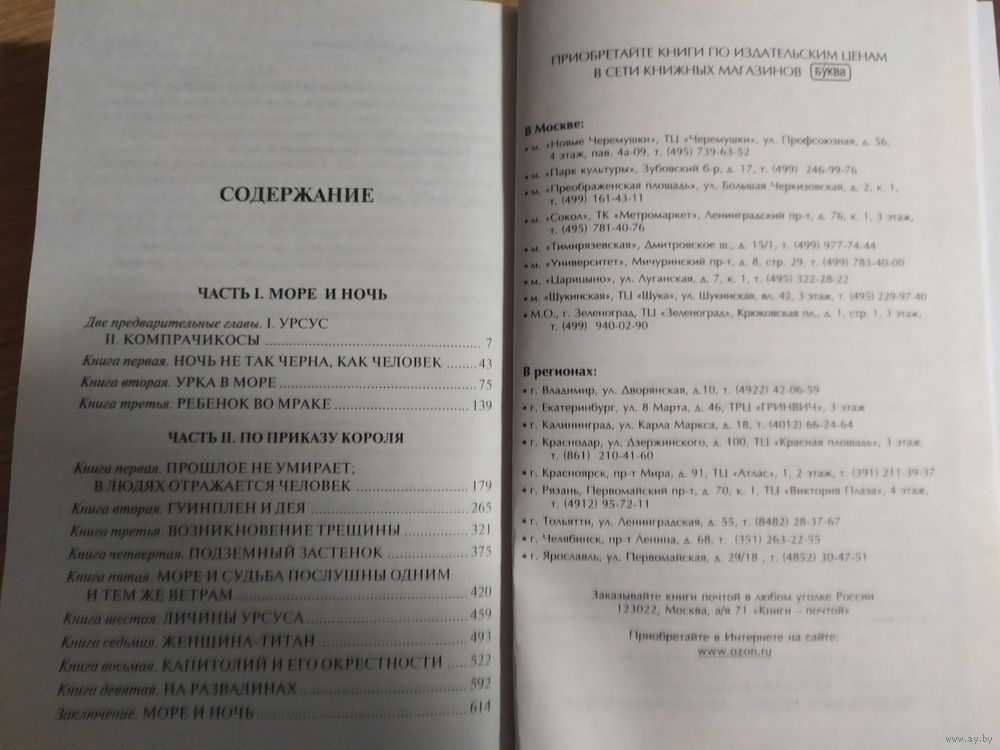 СОДЕРЖАНИЕ
ЧАСТЬ I. МОРЕ И НОЧЬ
Две предварительные главы. I. УРСУС
II. КОМПРАЧИКОСЫ ........ 7
Книга первая. НОЧЬ НЕ ТАК ЧЕРНА, КАК ЧЕЛОВЕК ...... 43
Книга вторая. УРКА В МОРЕ ........ 75
Книга третья. РЕБЕНОК ВО МРАКЕ ........ 139
ЧАСТЬ II. ПО ПРИКАЗУ КОРОЛЯ
Книга первая. ПРОШЛОЕ НЕ УМИРАЕТ;
В ЛЮДЯХ ОТРАЖАЕТСЯ ЧЕЛОВЕК ........ 179
Книга вторая. ГУИНПЛЕН И ДЕЯ ........ 265
Книга третья. ВОЗНИКНОВЕНИЕ ТРЕЩИНЫ ........ 321
Книга четвертая. ПОДЗЕМНЫЙ ЗАСТЕНОК ........ 375
Книга пятая. МОРЕ И СУДЬБА ПОСЛУШНЫ ОДНИМ
И ТЕМ ЖЕ ВЕТРАМ ........ 420
Книга шестая. ЛИЧИНЫ УРСУСА ........ 459
Книга седьмая. ЖЕНЩИНА-ТИТАН ........ 493
Книга восьмая. КАПИТОЛИЙ И ЕГО ОКРЕСТНОСТИ ..... 522
Книга девятая. НА РАЗВАЛИНАХ ........ 592
Заключение. МОРЕ И НОЧЬ ........ 614
ПРИОБРЕТАЙТЕ КНИГИ ПО ИЗДАТЕЛЬСКИМ ЦЕНАМ
В СЕТИ КНИЖНЫХ МАГАЗИНОВ Буква
В Москве:
• м. «Новые Черемушки», ТЦ «Черемушки», ул. Профсоюзная, д. 56,
4 этаж, пав. 4а-09, т. (495) 739-63-52
• м. «Парк культуры», Зубовский б-р, д. 17, т. (499) 246-99-76
• м. «Преображенская площадь», ул. Большая Черкизовская, д. 2, к. 1,
т. (499) 161-43-11
• м. «Сокол», ТК «Метромаркет», Ленинградский пр-т, д. 76, к. 1, 3 этаж,
т. (495) 781-40-76
• м. «Тимирязевская», Дмитровское ш., д. 15/1, т. (499) 977-74-44
• м. «Университет», Мичуринский пр-т, д. 8, стр. 29, т. (499) 783-40-00
• м. «Царицыно», ул. Луганская, д. 7, к. 1, т. (495) 322-28-22
• м. «Щукинская», ТЦ «Щука», ул. Щукинская, вл. 42, 3 этаж, т. (495) 229-97-40
• М.О., г. Зеленоград, ТЦ «Зеленоград», Крюковская пл., д. 1, стр. 1, 3 этаж,
т. (499) 940-02-90
В регионах:
• г. Владимир, ул. Дворянская, д.10, т. (4922) 42-06-59
• г. Екатеринбург, ул. 8 Марта, д. 46, ТРЦ «ГРИНВИЧ», 3 этаж
• г. Калининград, ул. Карла Маркса, д. 18, т. (4012) 66-24-64
• г. Краснодар, ул. Дзержинского, д. 100, ТЦ «Красная площадь», 3 этаж,
т. (861) 210-41-60
• г. Красноярск, пр-т Мира, д. 91, ТЦ «Атлас», 1, 2 этаж, т. (391) 211-39-37
• г. Рязань, Первомайский пр-т, д. 70, к. 1, ТЦ «Виктория Плаза», 4 этаж,
т. (4912) 95-72-11
• г. Тольятти, ул. Ленинградская, д. 55, т. (8482) 28-37-67
• г. Челябинск, пр-т Ленина, д. 68, т. (351) 263-22-55
• г. Ярославль, ул. Первомайская, д. 29/18 , т. (4852) 30-47-51
Заказывайте книги почтой в любом уголке России
123022, Москва, а/я 71 «Книги – почтой»
Приобретайте в Интернете на сайте:
www.ozon.ru
www.ay.by